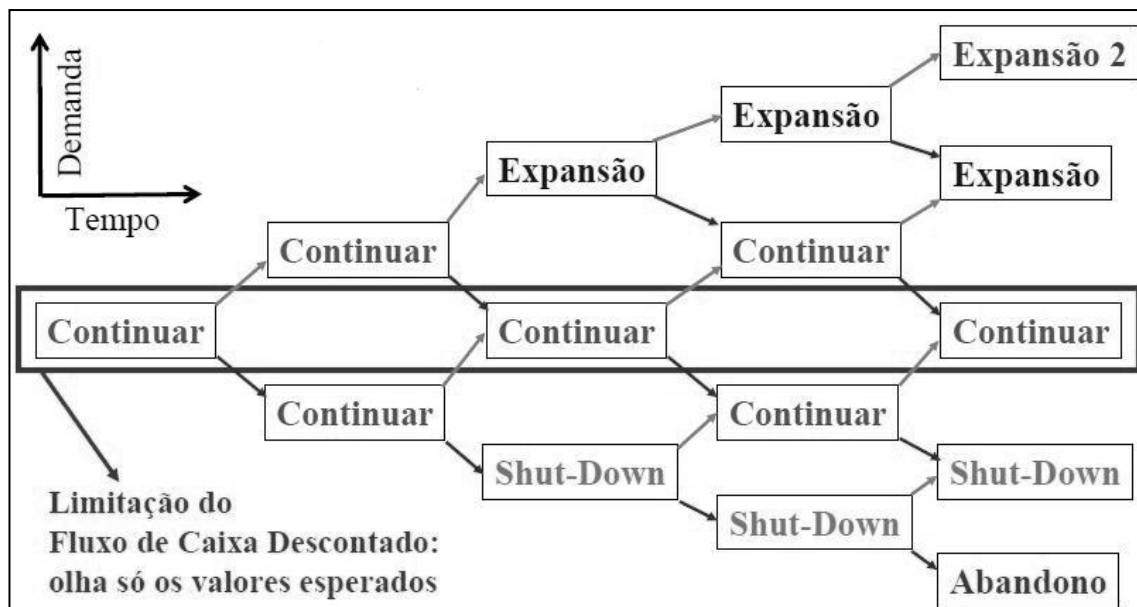 Demanda
Tempo
Expansão 2
Expansão
Expansão
Expansão
Continuar
Continuar
Continuar
Continuar
Continuar
Continuar
Continuar
Shut-Down
Shut-Down
Shut-Down
Abandono
Limitação do
Fluxo de Caixa Descontado:
olha só os valores esperados